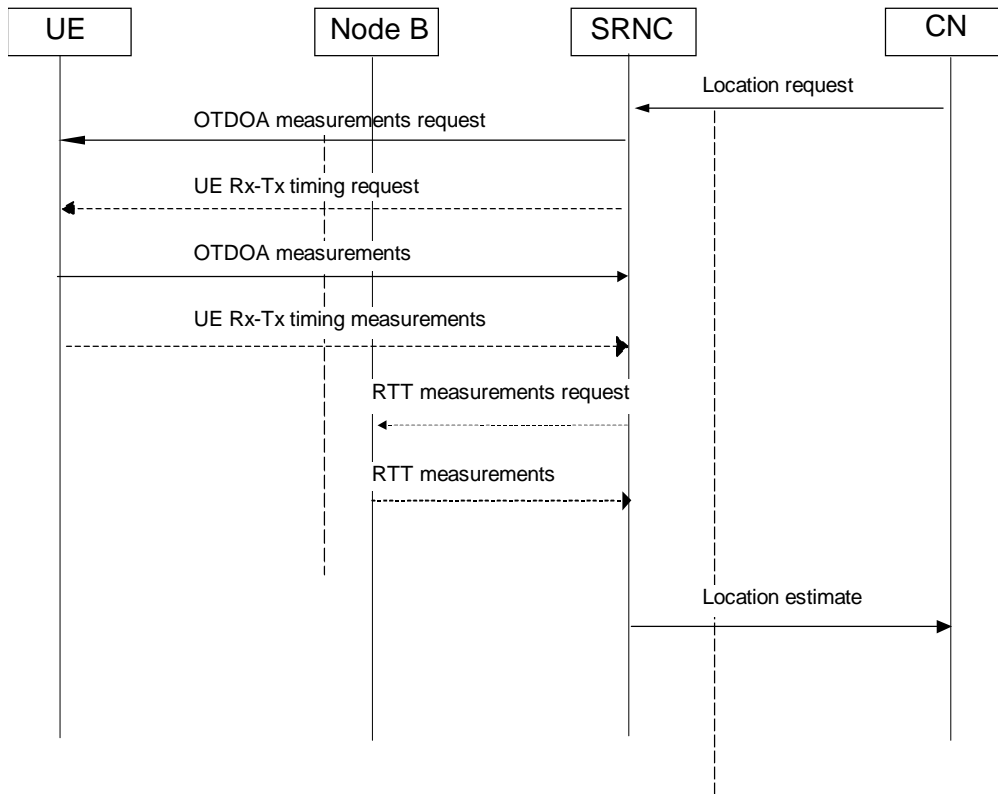 UE
Node B
SRNC
CN
Location request
OTDOA measurements request
UE Rx-Tx timing request
OTDOA measurements
UE Rx-Tx timing measurements
RTT measurements request
RTT measurements
Location estimate